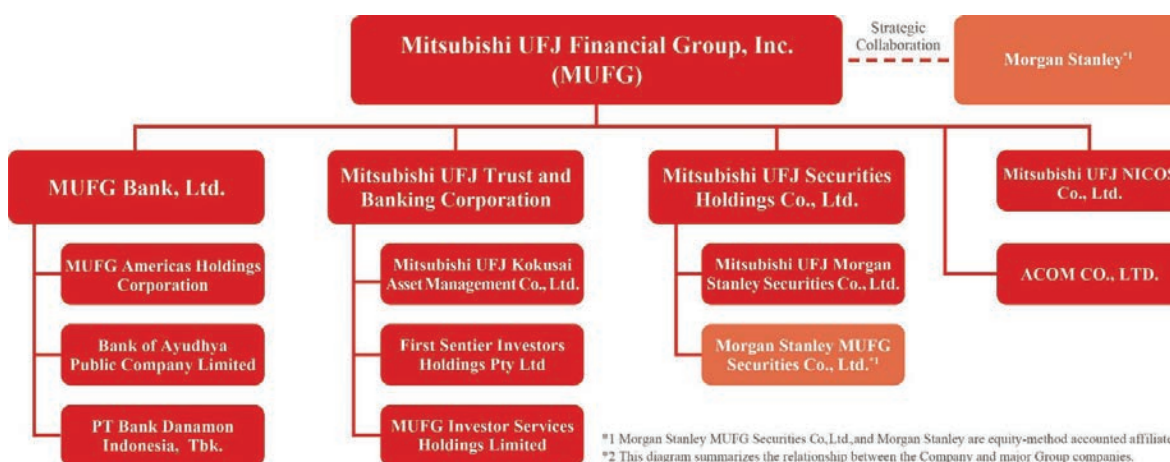 Mitsubishi UFJ Financial Group, Inc.
(MUFG)
Strategic
Collaboration
Morgan Stanley*1
MUFG Bank, Ltd.
Mitsubishi UFJ Trust and
Banking Corporation
Mitsubishi UFJ Securities
Holdings Co., Ltd.
Mitsubishi UFJ NICOS
Co., Ltd.
MUFG Americas Holdings
Corporation
Mitsubishi UFJ Kokusai
Asset Management Co., Ltd.
Mitsubishi UFJ Morgan
Stanley Securities Co., Ltd.
ACOM CO., LTD.
Bank of Ayudhya
Public Company Limited
First Sentier Investors
Holdings Pty Ltd
Morgan Stanley MUFG
Securities Co., Ltd.*1
PT Bank Danamon
Indonesia, Tbk.
MUFG Investor Services
Holdings Limited
*1 Morgan Stanley MUFG Securities Co,Ltd.,and Morgan Stanley are equity-method accounted affiliate
*2 This diagram summarizes the relationship between the Company and major Group companies.